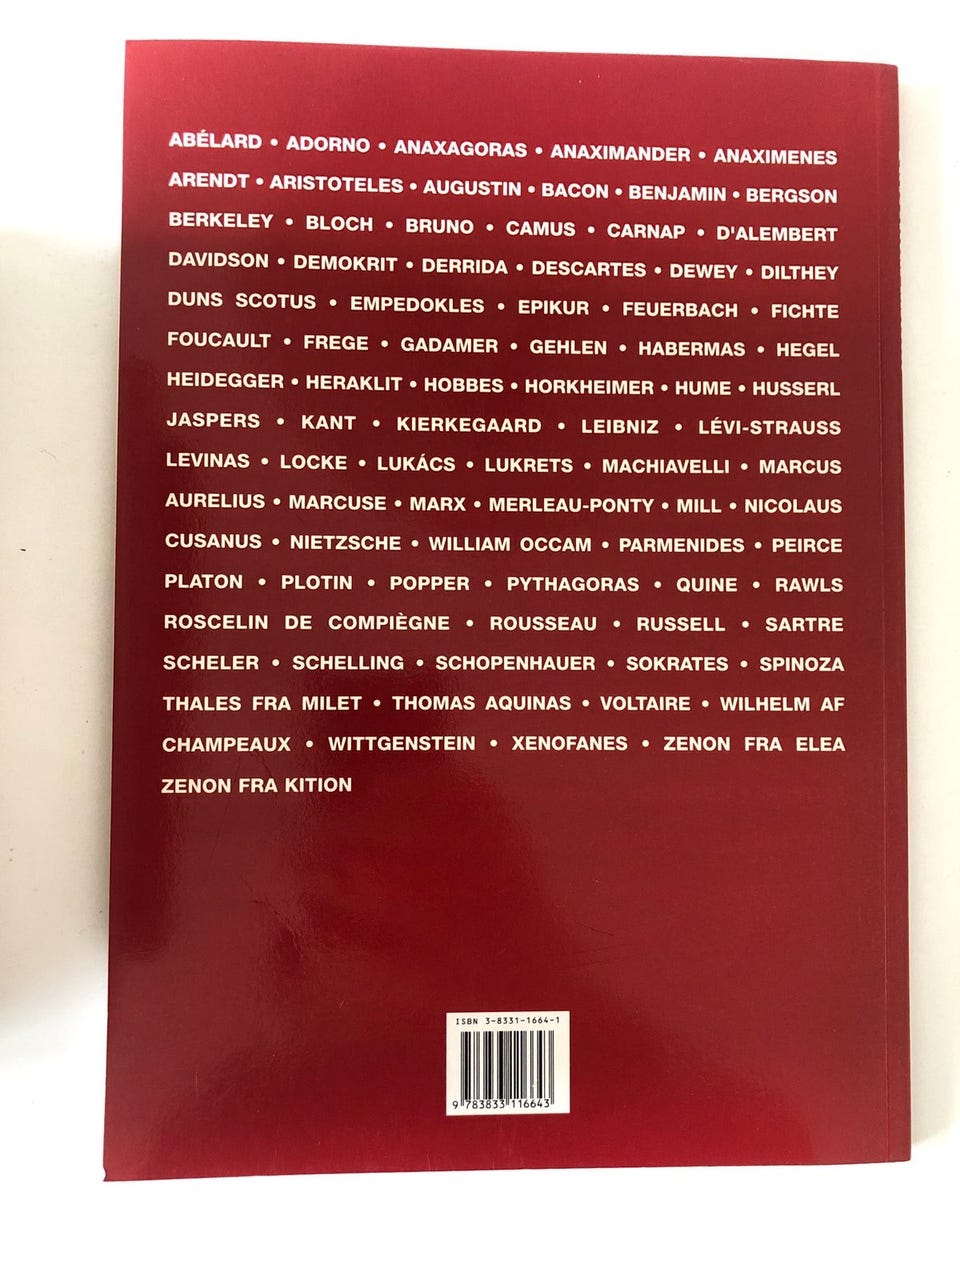 ABÉLARD • ADORNO • ANAXAGORAS • ANAXIMANDER • ANAXIMENES
ARENDT • ARISTOTELES • AUGUSTIN • BACON • BENJAMIN • BERGSON
BERKELEY • BLOCH • BRUNO • CAMUS • CARNAP • D'ALEMBERT
DAVIDSON • DEMOKRIT • DERRIDA • DESCARTES • DEWEY • DILTHEY
DUNS SCOTUS • EMPEDOKLES • EPIKUR • FEUERBACH • FICHTE
FOUCAULT • FREGE • GADAMER • GEHLEN • HABERMAS • HEGEL
HEIDEGGER • HERAKLIT • HOBBES • HORKHEIMER • HUME • HUSSERL
JASPERS • KANT • KIERKEGAARD • LEIBNIZ • LÉVI-STRAUSS
LEVINAS • LOCKE • LUKÁCS • LUKRETS • MACHIAVELLI • MARCUS
AURELIUS • MARCUSE • MARX • MERLEAU-PONTY • MILL • NICOLAUS
CUSANUS • NIETZSCHE • WILLIAM OCCAM • PARMENIDES • PEIRCE
PLATON • PLOTIN • POPPER • PYTHAGORAS • QUINE • RAWLS
ROSCELIN DE COMPIÈGNE • ROUSSEAU • RUSSELL • SARTRE
SCHELER • SCHELLING • SCHOPENHAUER • SOKRATES • SPINOZA
THALES FRA MILET • THOMAS AQUINAS • VOLTAIRE • WILHELM AF
CHAMPEAUX • WITTGENSTEIN • XENOFANES • ZENON FRA ELEA
ZENON FRA KITION
ISBN 3-8331-1664-1
9 783833 116643